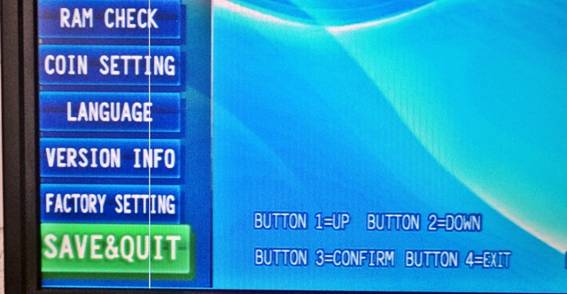 RAM CHECK
COIN SETTING
LANGUAGE
VERSION INFO
FACTORY SETTING
SAVE&QUIT
BUTTON 1=UP BUTTON 2=DOWN
BUTTON 3=CONFIRM BUTTON 4=EXIT